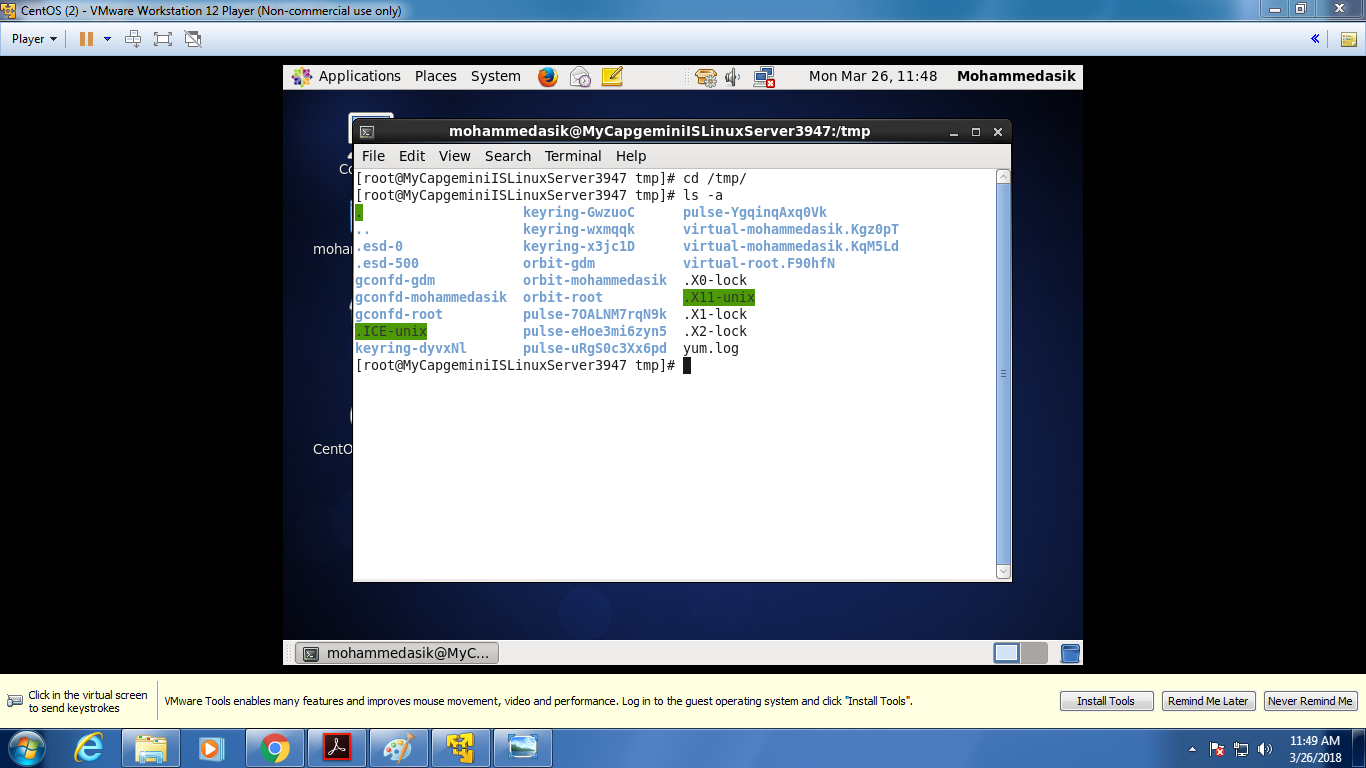 CentOS (2) - VMware Workstation 12 Player (Non-commercial use only)
Player
Applications Places System Mon Mar 26, 11:48 Mohammedasik
mohammedasik@MyCapgeminiISLinuxServer3947:/tmp
File Edit View Search Terminal Help
[root@MyCapgeminiISLinuxServer3947 tmp]# cd /tmp/
[root@MyCapgeminiISLinuxServer3947 tmp]# ls -a
. keyring-GwzuoC pulse-YgqinqAxq0Vk
.. keyring-wxmqqk virtual-mohammedasik.Kgz0pT
.esd-0 keyring-x3jc1D virtual-mohammedasik.KqM5Ld
.esd-500 orbit-gdm virtual-root.F90hfN
gconfd-gdm orbit-mohammedasik .X0-lock
gconfd-mohammedasik orbit-root .X11-unix
gconfd-root pulse-7OALNM7rqN9k .X1-lock
.ICE-unix pulse-eHoe3mi6zyn5 .X2-lock
keyring-dyvxNl pulse-uRgS0c3Xx6pd yum.log
[root@MyCapgeminiISLinuxServer3947 tmp]#
Co
moha
CentO
mohammedasik@MyC...
Click in the virtual screen
to send keystrokes
VMware Tools enables many features and improves mouse movement, video and performance. Log in to the guest operating system and click "Install Tools".
Install Tools Remind Me Later Never Remind Me
11:49 AM
3/26/2018